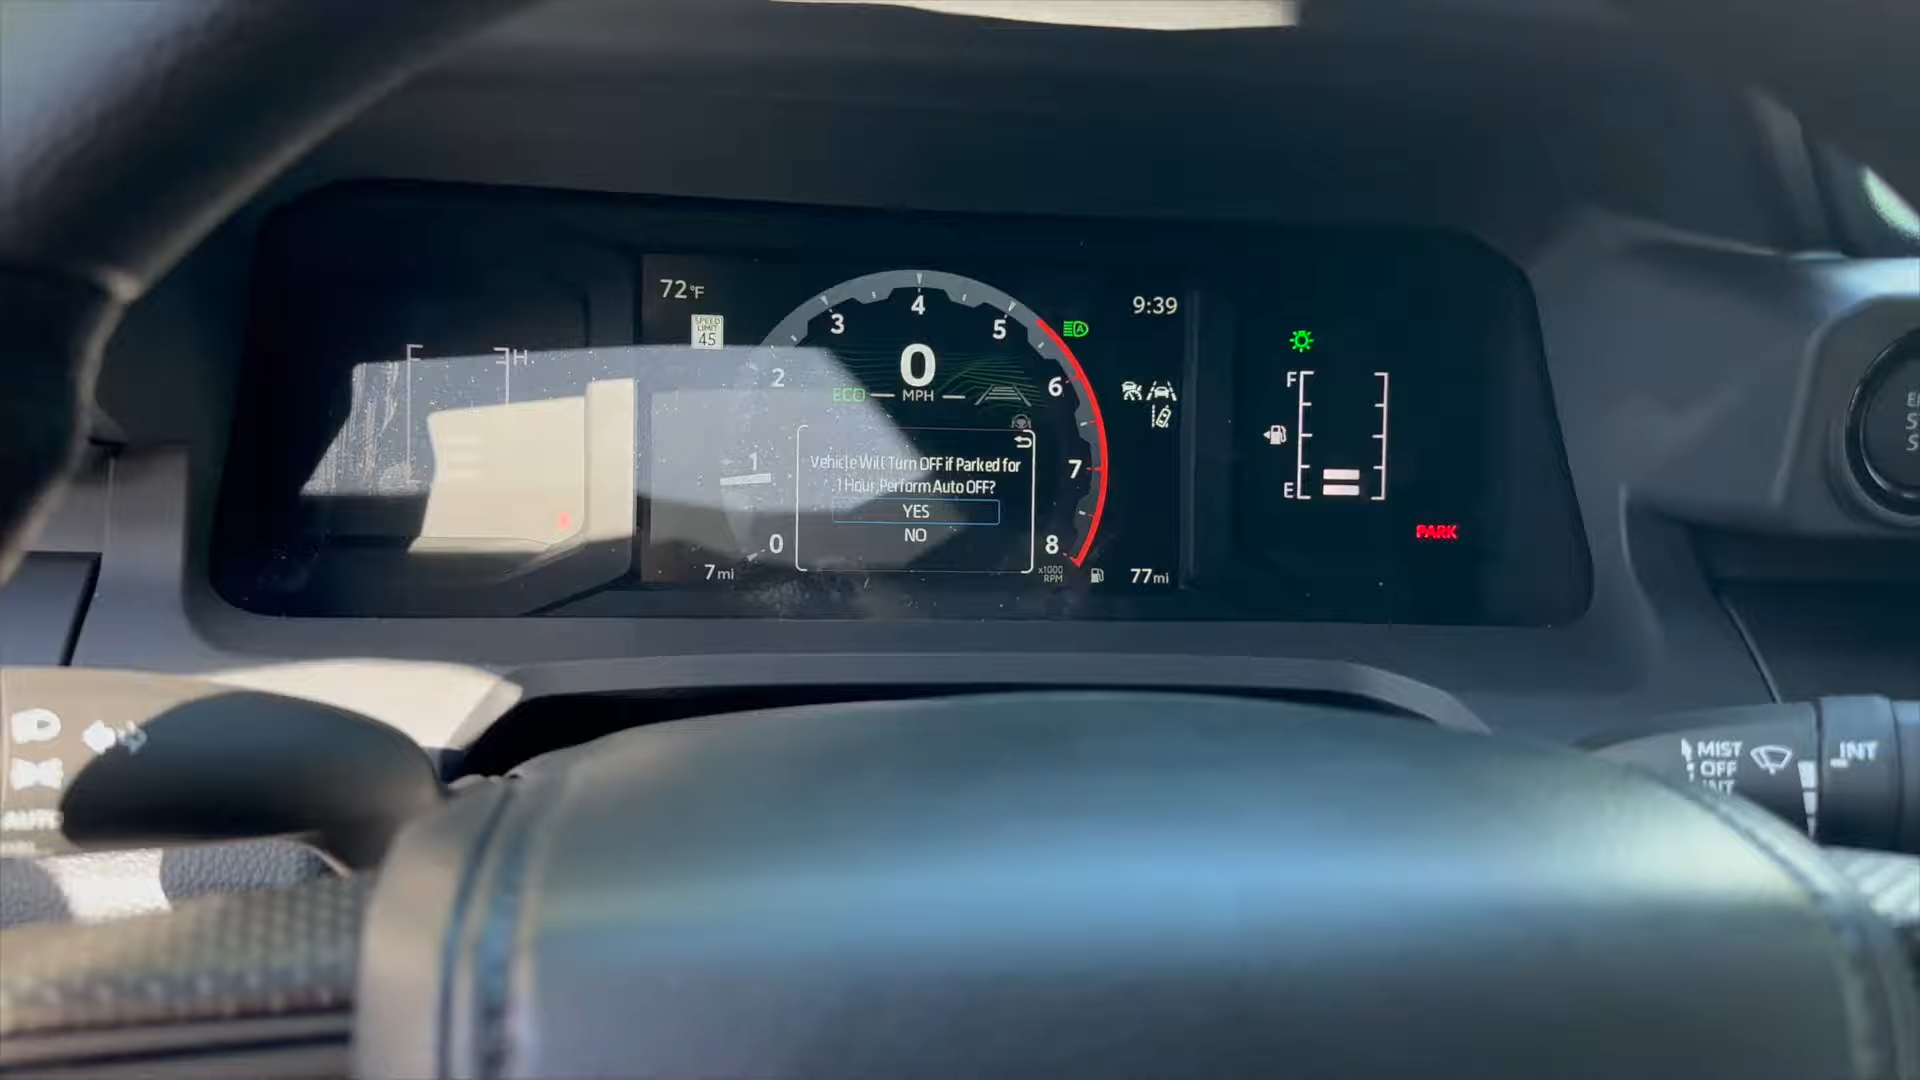 72°F
9:39
SPEED
LIMIT
45
0 1 2 3 4 5 6 7 8
0
ECO
MPH
H
Vehicle Will Turn OFF if Parked for
1 Hour, Perform Auto OFF?
YES
NO
x1000
RPM
7mi
77mi
F
E
PARK
AUTO
MIST
OFF
INT
INT